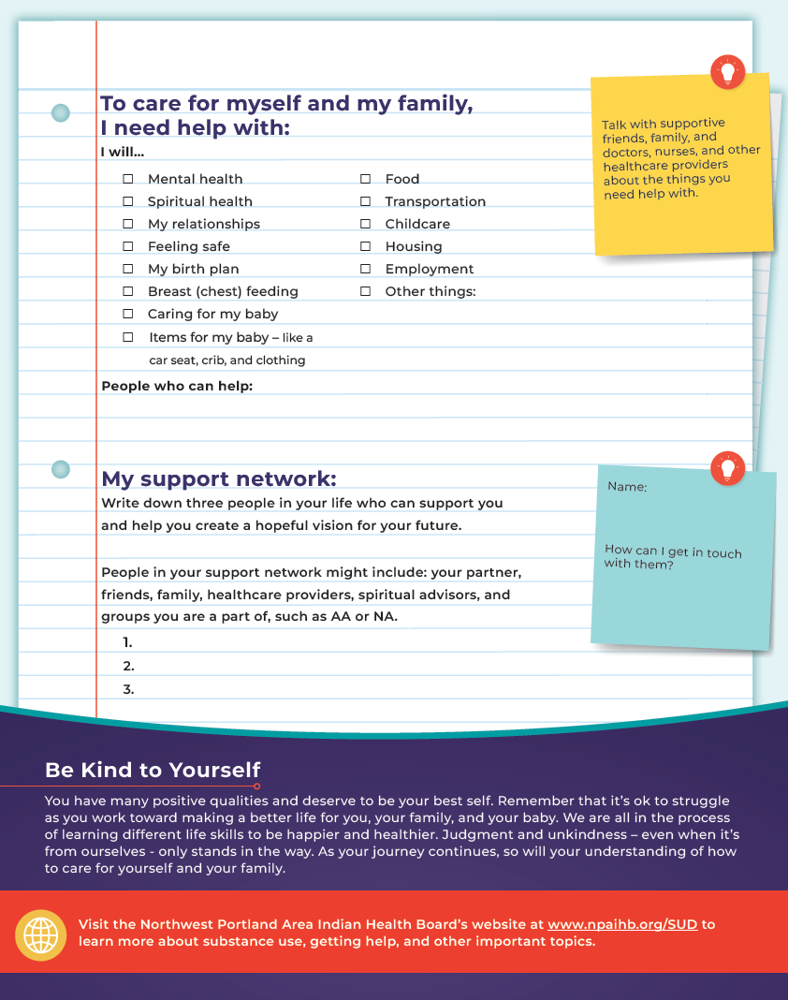 To care for myself and my family,
I need help with:
I will...
☐ Mental health
☐ Spiritual health
☐ My relationships
☐ Feeling safe
☐ My birth plan
☐ Breast (chest) feeding
☐ Caring for my baby
☐ Items for my baby – like a
car seat, crib, and clothing
☐ Food
☐ Transportation
☐ Childcare
☐ Housing
☐ Employment
☐ Other things:
People who can help:
Talk with supportive
friends, family, and
doctors, nurses, and other
healthcare providers
about the things you
need help with.
My support network:
Write down three people in your life who can support you
and help you create a hopeful vision for your future.
People in your support network might include: your partner,
friends, family, healthcare providers, spiritual advisors, and
groups you are a part of, such as AA or NA.
1.
2.
3.
Name:
How can I get in touch
with them?
Be Kind to Yourself
You have many positive qualities and deserve to be your best self. Remember that it's ok to struggle
as you work toward making a better life for you, your family, and your baby. We are all in the process
of learning different life skills to be happier and healthier. Judgment and unkindness – even when it's
from ourselves - only stands in the way. As your journey continues, so will your understanding of how
to care for yourself and your family.
Visit the Northwest Portland Area Indian Health Board's website at www.npaihb.org/SUD to
learn more about substance use, getting help, and other important topics.